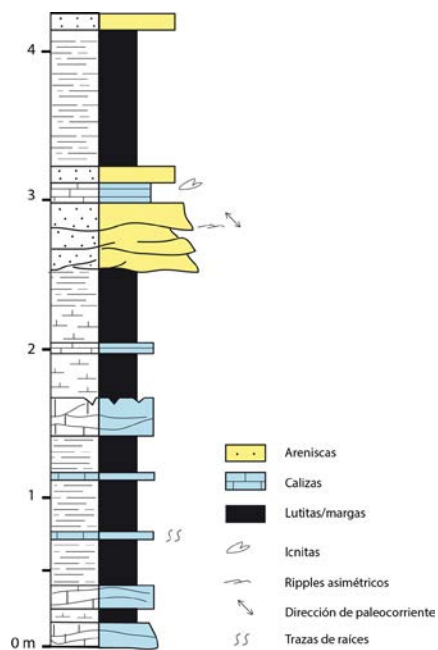 4
3
2
1
0 m
Areniscas
Calizas
Lutitas/margas
Icnitas
Ripples asimétricos
Dirección de paleocorriente
Trazas de raíces